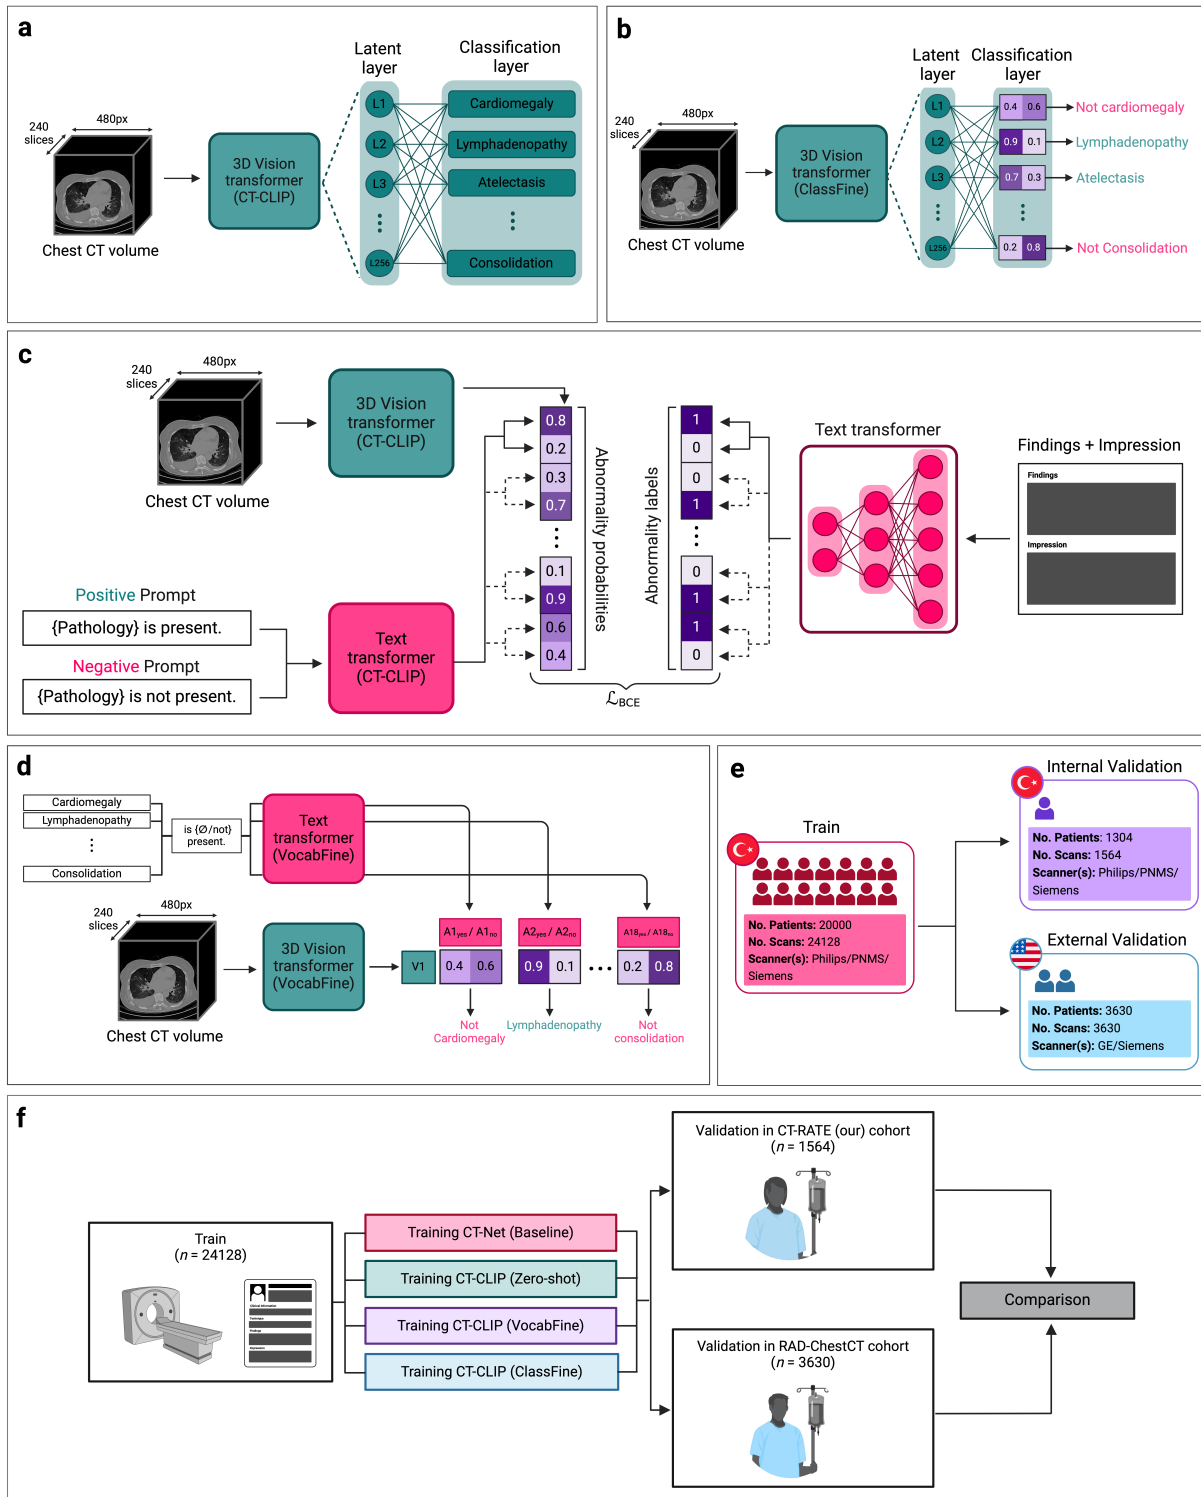 a
Latent
layer
Classification
layer
240
slices
480px
Chest CT volume
3D Vision
transformer
(CT-CLIP)
L1
L2
L3
L256
Cardiomegaly
Lymphadenopathy
Atelectasis
Consolidation
b
Latent
layer
Classification
layer
240
slices
480px
Chest CT volume
3D Vision
transformer
(ClassFine)
L1
L2
L3
L256
0.4 0.6
Not cardiomegaly
0.9 0.1
Lymphadenopathy
0.7 0.3
Atelectasis
0.2 0.8
Not Consolidation
c
240
slices
480px
Chest CT volume
3D Vision
transformer
(CT-CLIP)
Positive Prompt
{Pathology} is present.
Negative Prompt
{Pathology} is not present.
Text
transformer
(CT-CLIP)
0.8
0.2
0.3
0.7
0.1
0.9
0.6
0.4
Abnormality probabilities
Abnormality labels
1
0
0
1
0
1
1
0
ℒBCE
Text transformer
Findings + Impression
Findings
Impression
d
Cardiomegaly
Lymphadenopathy
Consolidation
is {∅/not}
present.
Text
transformer
(VocabFine)
240
slices
480px
Chest CT volume
3D Vision
transformer
(VocabFine)
V1
A1yes / A1no
A2yes / A2no
A18yes / A18no
0.4 0.6
0.9 0.1
0.2 0.8
Not
Cardiomegaly
Lymphadenopathy
Not
consolidation
e
Train
No. Patients: 20000
No. Scans: 24128
Scanner(s): Philips/PNMS/
Siemens
Internal Validation
No. Patients: 1304
No. Scans: 1564
Scanner(s): Philips/PNMS/
Siemens
External Validation
No. Patients: 3630
No. Scans: 3630
Scanner(s): GE/Siemens
f
Train
(n = 24128)
Clinical Information
Technique
Findings
Impression
Training CT-Net (Baseline)
Training CT-CLIP (Zero-shot)
Training CT-CLIP (VocabFine)
Training CT-CLIP (ClassFine)
Validation in CT-RATE (our) cohort
(n = 1564)
Validation in RAD-ChestCT cohort
(n = 3630)
Comparison